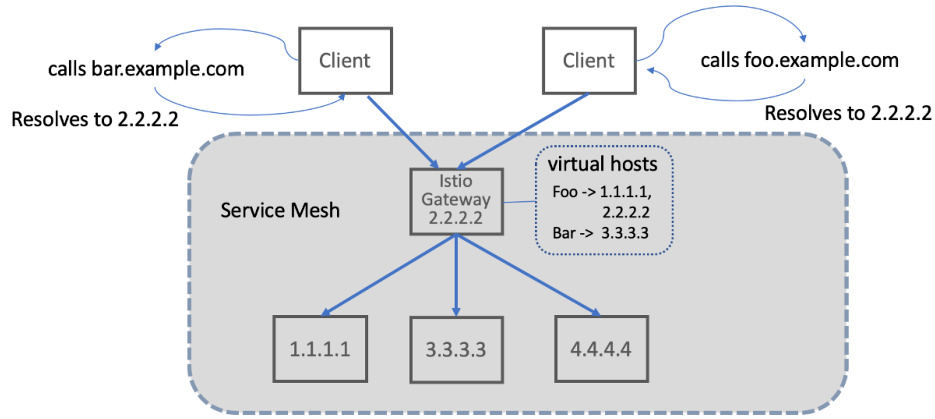 Client
Client
calls bar.example.com
calls foo.example.com
Resolves to 2.2.2.2
Resolves to 2.2.2.2
Service Mesh
Istio
Gateway
2.2.2.2
virtual hosts
Foo -> 1.1.1.1,
2.2.2.2
Bar -> 3.3.3.3
1.1.1.1
3.3.3.3
4.4.4.4